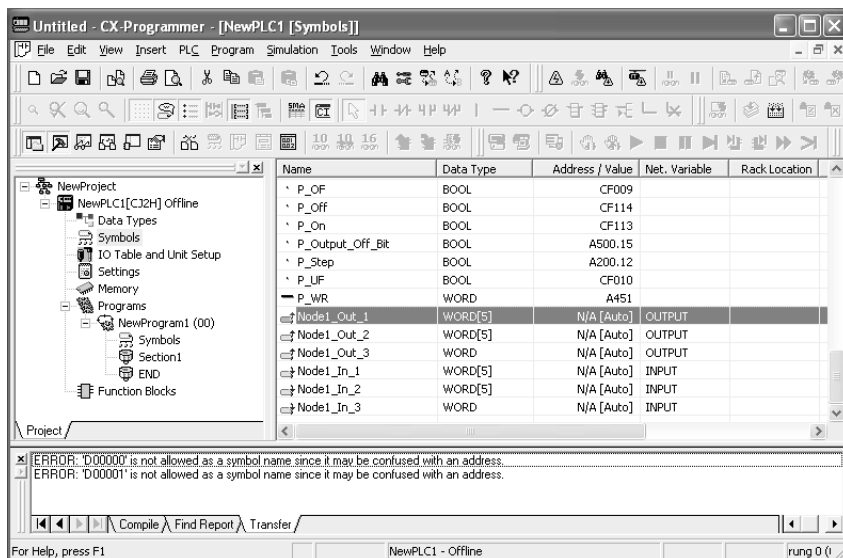 Untitled - CX-Programmer - [NewPLC1 [Symbols]]
File Edit View Insert PLC Program Simulation Tools Window Help
SMA CI
10 10 16
NewProject
NewPLC1[CJ2H] Offline
Data Types
Symbols
IO Table and Unit Setup
Settings
Memory
Programs
NewProgram1 (00)
Symbols
Section1
END
Function Blocks
Project
Name Data Type Address / Value Net. Variable Rack Location
P_OF BOOL CF009
P_Off BOOL CF114
P_On BOOL CF113
P_Output_Off_Bit BOOL A500.15
P_Step BOOL A200.12
P_UF BOOL CF010
P_WR WORD A451
Node1_Out_1 WORD[5] N/A [Auto] OUTPUT
Node1_Out_2 WORD[5] N/A [Auto] OUTPUT
Node1_Out_3 WORD N/A [Auto] OUTPUT
Node1_In_1 WORD[5] N/A [Auto] INPUT
Node1_In_2 WORD[5] N/A [Auto] INPUT
Node1_In_3 WORD N/A [Auto] INPUT
ERROR: 'D00000' is not allowed as a symbol name since it may be confused with an address.
ERROR: 'D00001' is not allowed as a symbol name since it may be confused with an address.
Compile Find Report Transfer
For Help, press F1 NewPLC1 - Offline rung 0 (